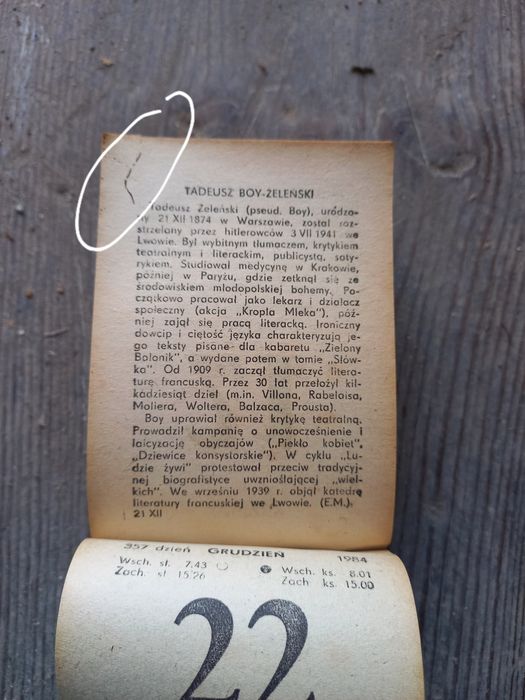 TADEUSZ BOY-ŻELEŃSKI
Tadeusz Żeleński (pseud. Boy), urodzo-
ny 21 XII 1874 w Warszawie, został roz-
strzelany przez hitlerowców 3 VII 1941 we
Lwowie. Był wybitnym tłumaczem, krytykiem
teatralnym i literackim, publicystą, saty-
rykiem. Studiował medycynę w Krakowie,
później w Paryżu, gdzie zetknął się ze
środowiskiem młodopolskiej bohemy. Po-
czątkowo pracował jako lekarz i działacz
społeczny (akcja „Kropla Mleka"), póź-
niej zajął się pracą literacką. Ironiczny
dowcip i ciętość języka charakteryzują je-
go teksty pisane dla kabaretu „Zielony
Balonik", a wydane potem w tomie „Słów-
ka". Od 1909 r. zaczął tłumaczyć litera-
turę francuską. Przez 30 lat przełożył kil-
kadziesiąt dzieł (m.in. Villona, Rabelaisa,
Moliera, Woltera, Balzaca, Prousta).
Boy uprawiał również krytykę teatralną.
Prowadził kampanię o unowocześnienie i
laicyzację obyczajów („Piekło kobiet",
„Dziewice konsystorskie"). W cyklu „Lu-
dzie żywi" protestował przeciw tradycyj-
nej biografistyce uwznioślającej „wiel-
kich". We wrześniu 1939 r. objął katedrę
literatury francuskiej we Lwowie. (E.M.)
21 XII
357 dzień GRUDZIEŃ 1984
Wsch. sł. 7.43 Wsch. ks. 8.01
Zach. sł 15.26 Zach ks. 15.00
22